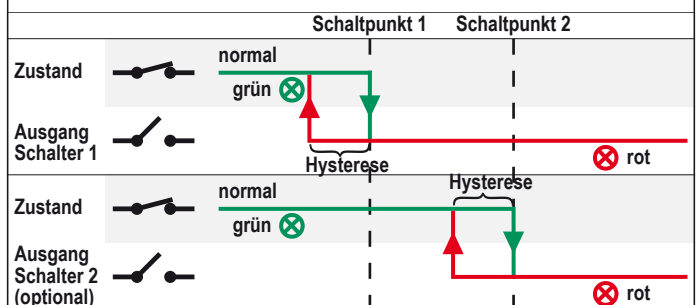 Schaltpunkt 1 Schaltpunkt 2
Zustand
normal
grün
Ausgang
Schalter 1
Hysterese
rot
Zustand
normal
grün
Hysterese
Ausgang
Schalter 2
(optional)
rot